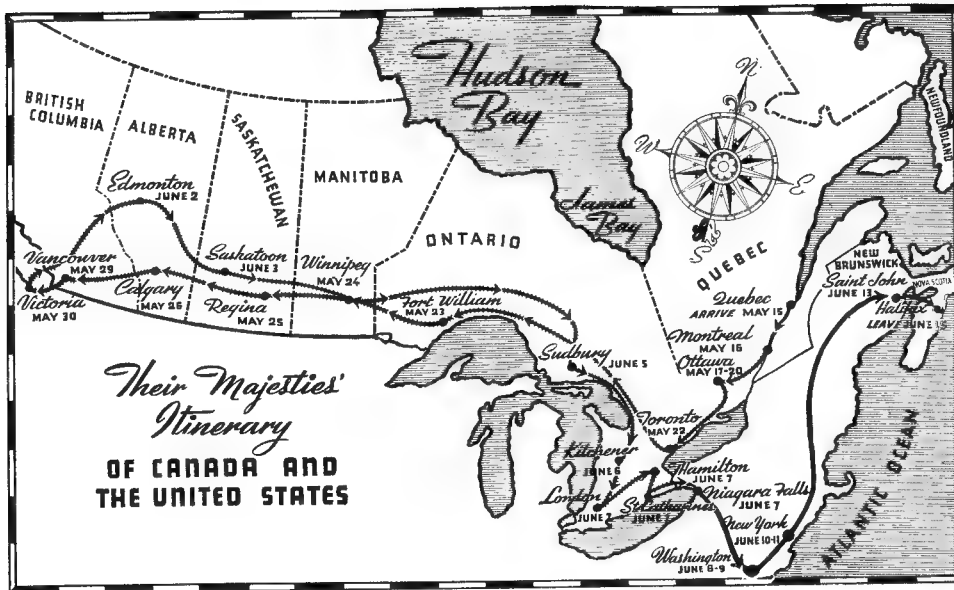 Hudson
Bay
James
Bay
N
W
E
NEWFOUNDLAND
BRITISH
COLUMBIA
ALBERTA
SASKATCHEWAN
MANITOBA
ONTARIO
QUEBEC
NEW
BRUNSWICK
NOVA SCOTIA
Edmonton
JUNE 2
Vancouver
MAY 29
Victoria
MAY 30
Calgary
MAY 26
Saskatoon
JUNE 3
Regina
MAY 25
Winnipeg
MAY 24
Fort William
MAY 23
Sudbury
JUNE 5
Quebec
ARRIVE MAY 15
Montreal
MAY 16
Ottawa
MAY 17-20
Saint John
JUNE 13
Halifax
LEAVE JUNE 15
Toronto
MAY 22
Kitchener
JUNE 6
London
JUNE 7
St Catharines
JUNE 7
Hamilton
JUNE 7
Niagara Falls
JUNE 7
New York
JUNE 10-11
Washington
JUNE 8-9
ATLANTIC OCEAN
Their Majesties'
Itinerary
OF CANADA AND
THE UNITED STATES